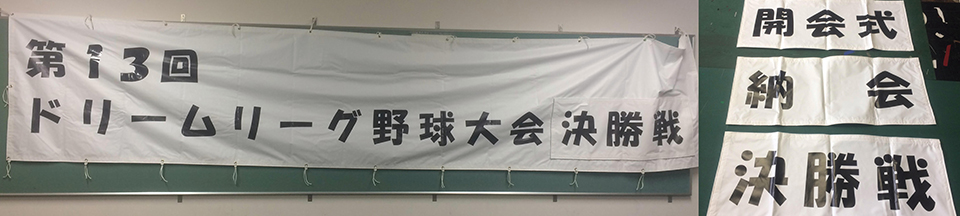 第13回
ドリームリーグ野球大会決勝戦
開会式
納会
決勝戦